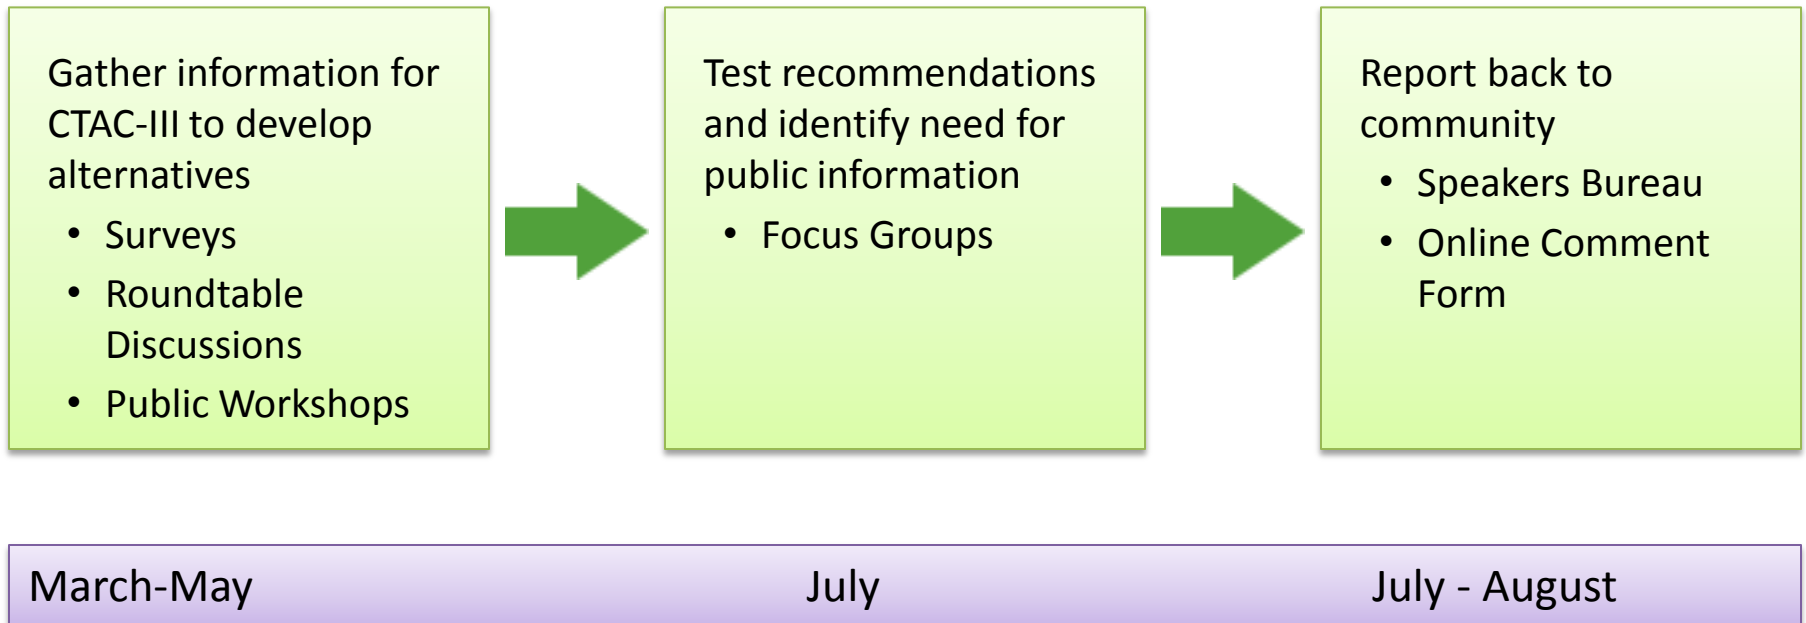 Gather information for
CTAC-III to develop
alternatives
• Surveys
• Roundtable
Discussions
• Public Workshops
Test recommendations
and identify need for
public information
• Focus Groups
Report back to
community
• Speakers Bureau
• Online Comment
Form
March-May
July
July - August